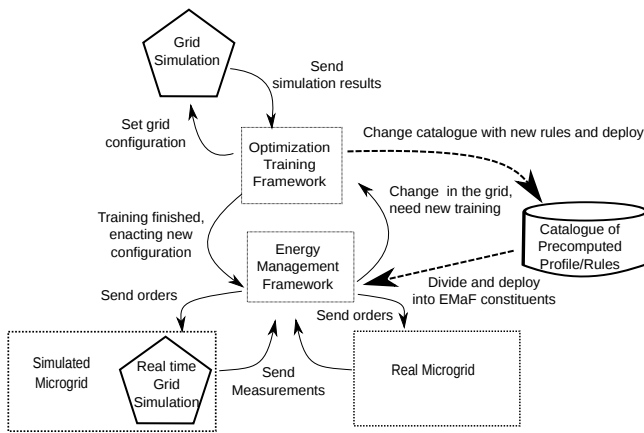 Grid
Simulation
Send
simulation results
Set grid
configuration
Optimization
Training
Framework
Change catalogue with new rules and deploy
Change in the grid,
need new training
Training finished,
enacting new
configuration
Catalogue of
Precomputed
Profile/Rules
Energy
Management
Framework
Divide and deploy
into EMaF constituents
Send orders
Send orders
Simulated
Microgrid
Real time
Grid
Simulation
Send
Measurements
Real Microgrid